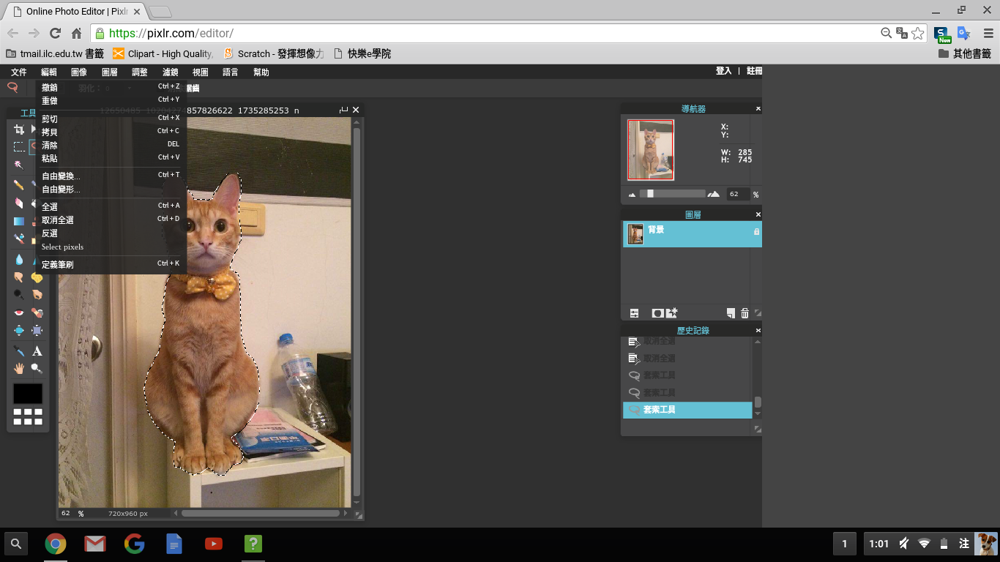 Online Photo Editor | Pixlr
https://pixlr.com/editor/
tmail.ilc.edu.tw 書籤
Clipart - High Quality,
Scratch - 發揮想像力
快樂e學院
其他書籤
New
文件 編輯 圖像 圖層 調整 濾鏡 視圖 語言 幫助
登入 | 註冊
羽化： 0
鋸齒
工具
撤銷 Ctrl + Z
重做 Ctrl + Y
剪切 Ctrl + X
拷貝 Ctrl + C
清除 DEL
粘貼 Ctrl + V
自由變換... Ctrl + T
自由變形...
全選 Ctrl + A
取消全選 Ctrl + D
反選
Select pixels
定義筆刷 Ctrl + K
857826622 1735285253 n
62 % 720x960 px
導航器
X:
Y:
W: 285
H: 745
62 %
圖層
背景
歷史記錄
取消全選
取消全選
套索工具
套索工具
套索工具
1
1:01
注